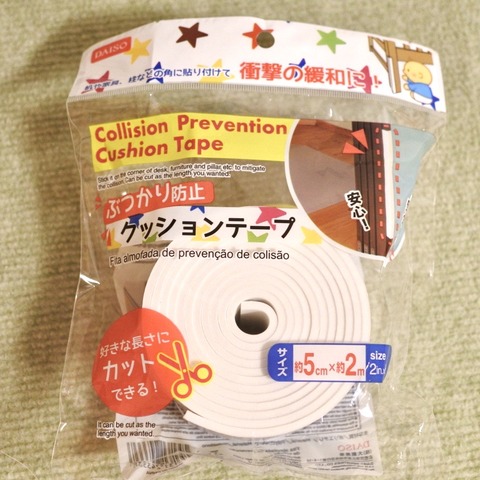 DAISO
衝撃の緩和に
机や家具、柱などの角に貼り付けて
Collision Prevention
Cushion Tape
Stick it on the corner of desk, furniture and pillar, etc. to mitigate
the collision. Can be cut as the length you wanted.
ぶつかり防止
クッションテープ
Fita almofada de prevenção de colisão
安心!
好きな長さに
カット
できる!
It can be cut as the
length you wanted.
サイズ
約5cm×約2m
size
DAISO